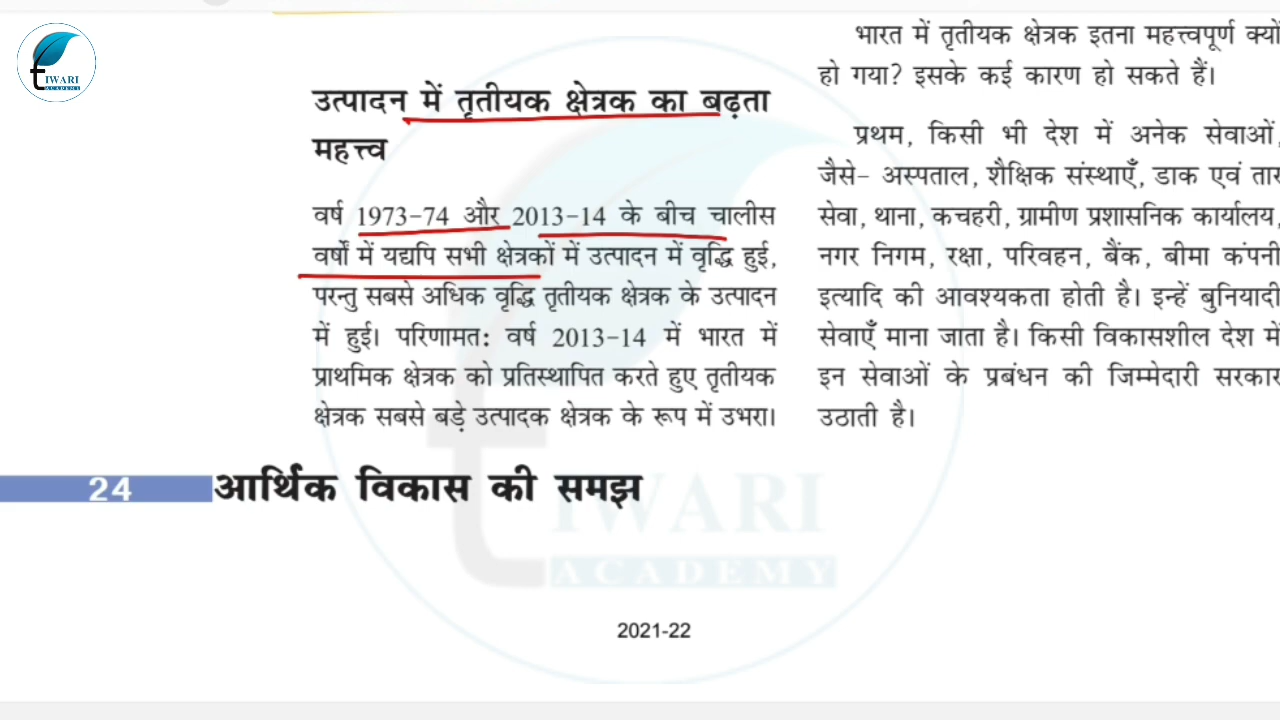 tIWARI
ACADEMY
उत्पादन में तृतीयक क्षेत्रक का बढ़ता
महत्त्व
वर्ष 1973-74 और 2013-14 के बीच चालीस
वर्षों में यद्यपि सभी क्षेत्रकों में उत्पादन में वृद्धि हुई,
परन्तु सबसे अधिक वृद्धि तृतीयक क्षेत्रक के उत्पादन
में हुई। परिणामत: वर्ष 2013-14 में भारत में
प्राथमिक क्षेत्रक को प्रतिस्थापित करते हुए तृतीयक
क्षेत्रक सबसे बड़े उत्पादक क्षेत्रक के रूप में उभरा।
भारत में तृतीयक क्षेत्रक इतना महत्त्वपूर्ण क्यों
हो गया? इसके कई कारण हो सकते हैं।
प्रथम, किसी भी देश में अनेक सेवाओं,
जैसे- अस्पताल, शैक्षिक संस्थाएँ, डाक एवं तार
सेवा, थाना, कचहरी, ग्रामीण प्रशासनिक कार्यालय,
नगर निगम, रक्षा, परिवहन, बैंक, बीमा कंपनी
इत्यादि की आवश्यकता होती है। इन्हें बुनियादी
सेवाएँ माना जाता है। किसी विकासशील देश में
इन सेवाओं के प्रबंधन की जिम्मेदारी सरकार
उठाती है।
24 आर्थिक विकास की समझ
tIWARI
ACADEMY
2021-22